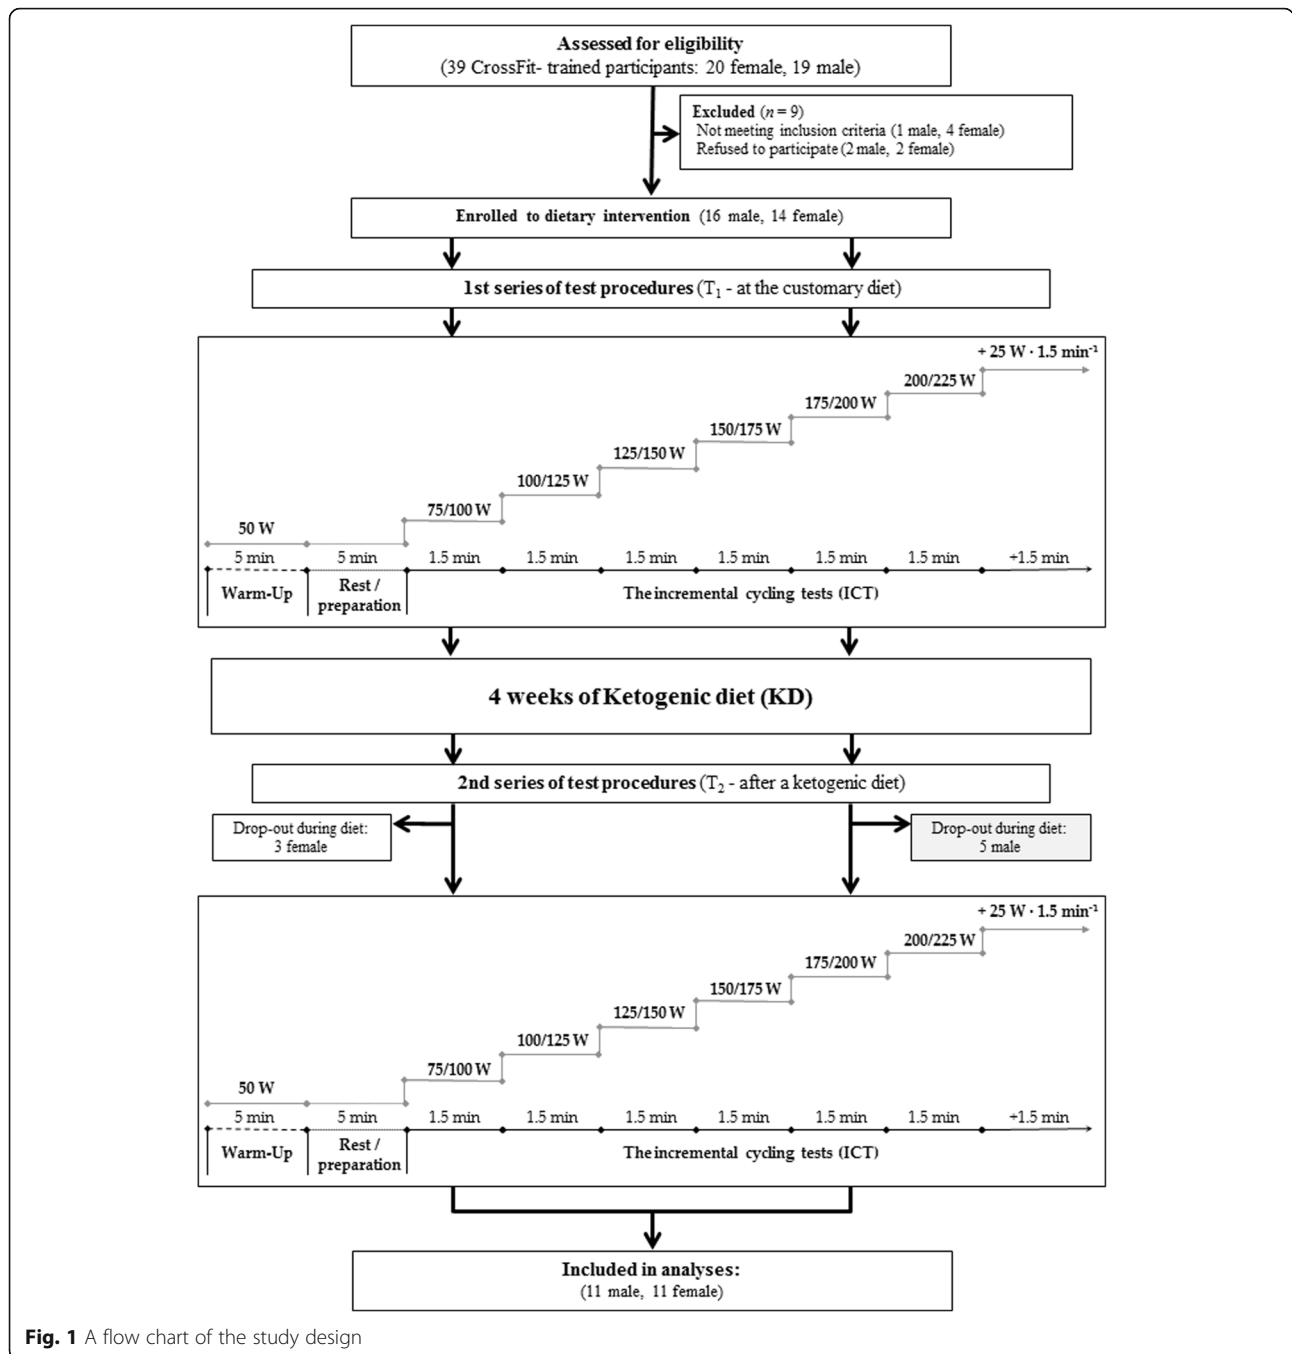 Assessed for eligibility
(39 CrossFit- trained participants: 20 female, 19 male)
Excluded (n = 9)
Not meeting inclusion criteria (1 male, 4 female)
Refused to participate (2 male, 2 female)
Enrolled to dietary intervention (16 male, 14 female)
1st series of test procedures (T1 - at the customary diet)
+ 25 W · 1.5 min-1
200/225 W
175/200 W
150/175 W
125/150 W
100/125 W
75/100 W
50 W
5 min 5 min 1.5 min 1.5 min 1.5 min 1.5 min 1.5 min 1.5 min +1.5 min
Warm-Up Rest / The incremental cycling tests (ICT)
preparation
4 weeks of Ketogenic diet (KD)
2nd series of test procedures (T2 - after a ketogenic diet)
Drop-out during diet:
3 female
Drop-out during diet:
5 male
+ 25 W · 1.5 min-1
200/225 W
175/200 W
150/175 W
125/150 W
100/125 W
75/100 W
50 W
5 min 5 min 1.5 min 1.5 min 1.5 min 1.5 min 1.5 min 1.5 min +1.5 min
Warm-Up Rest / The incremental cycling tests (ICT)
preparation
Included in analyses:
(11 male, 11 female)
Fig. 1 A flow chart of the study design